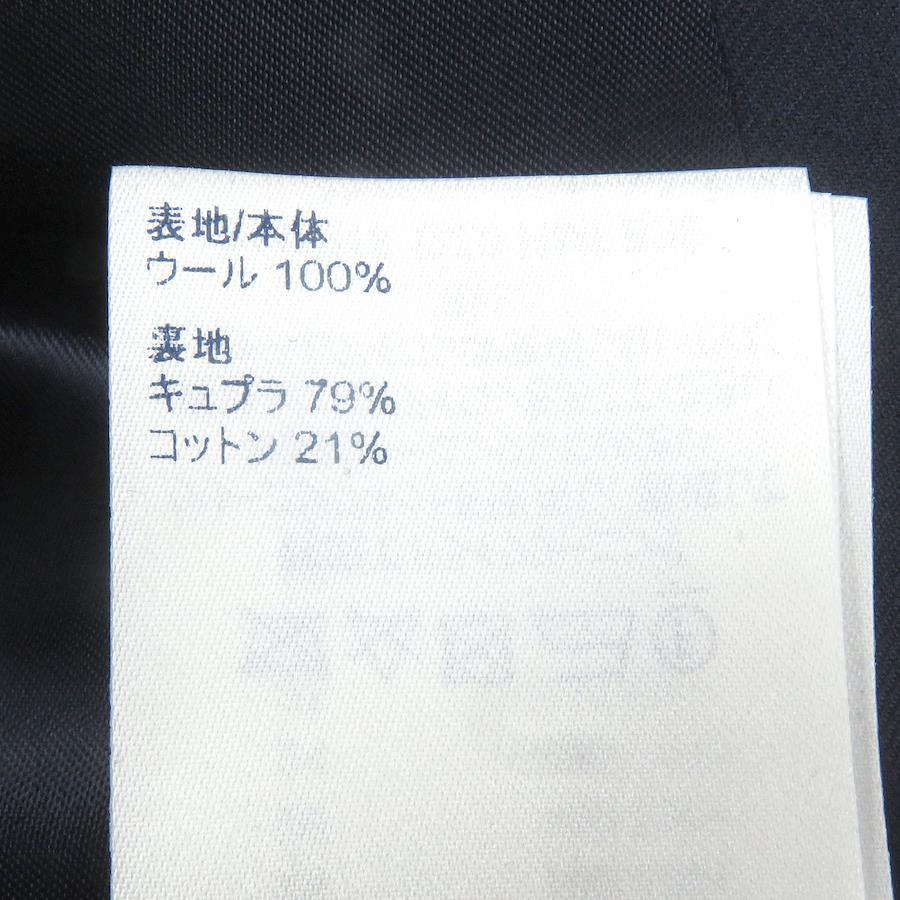 表地/本体
ウール 100%
裏地
キュプラ 79%
コットン 21%